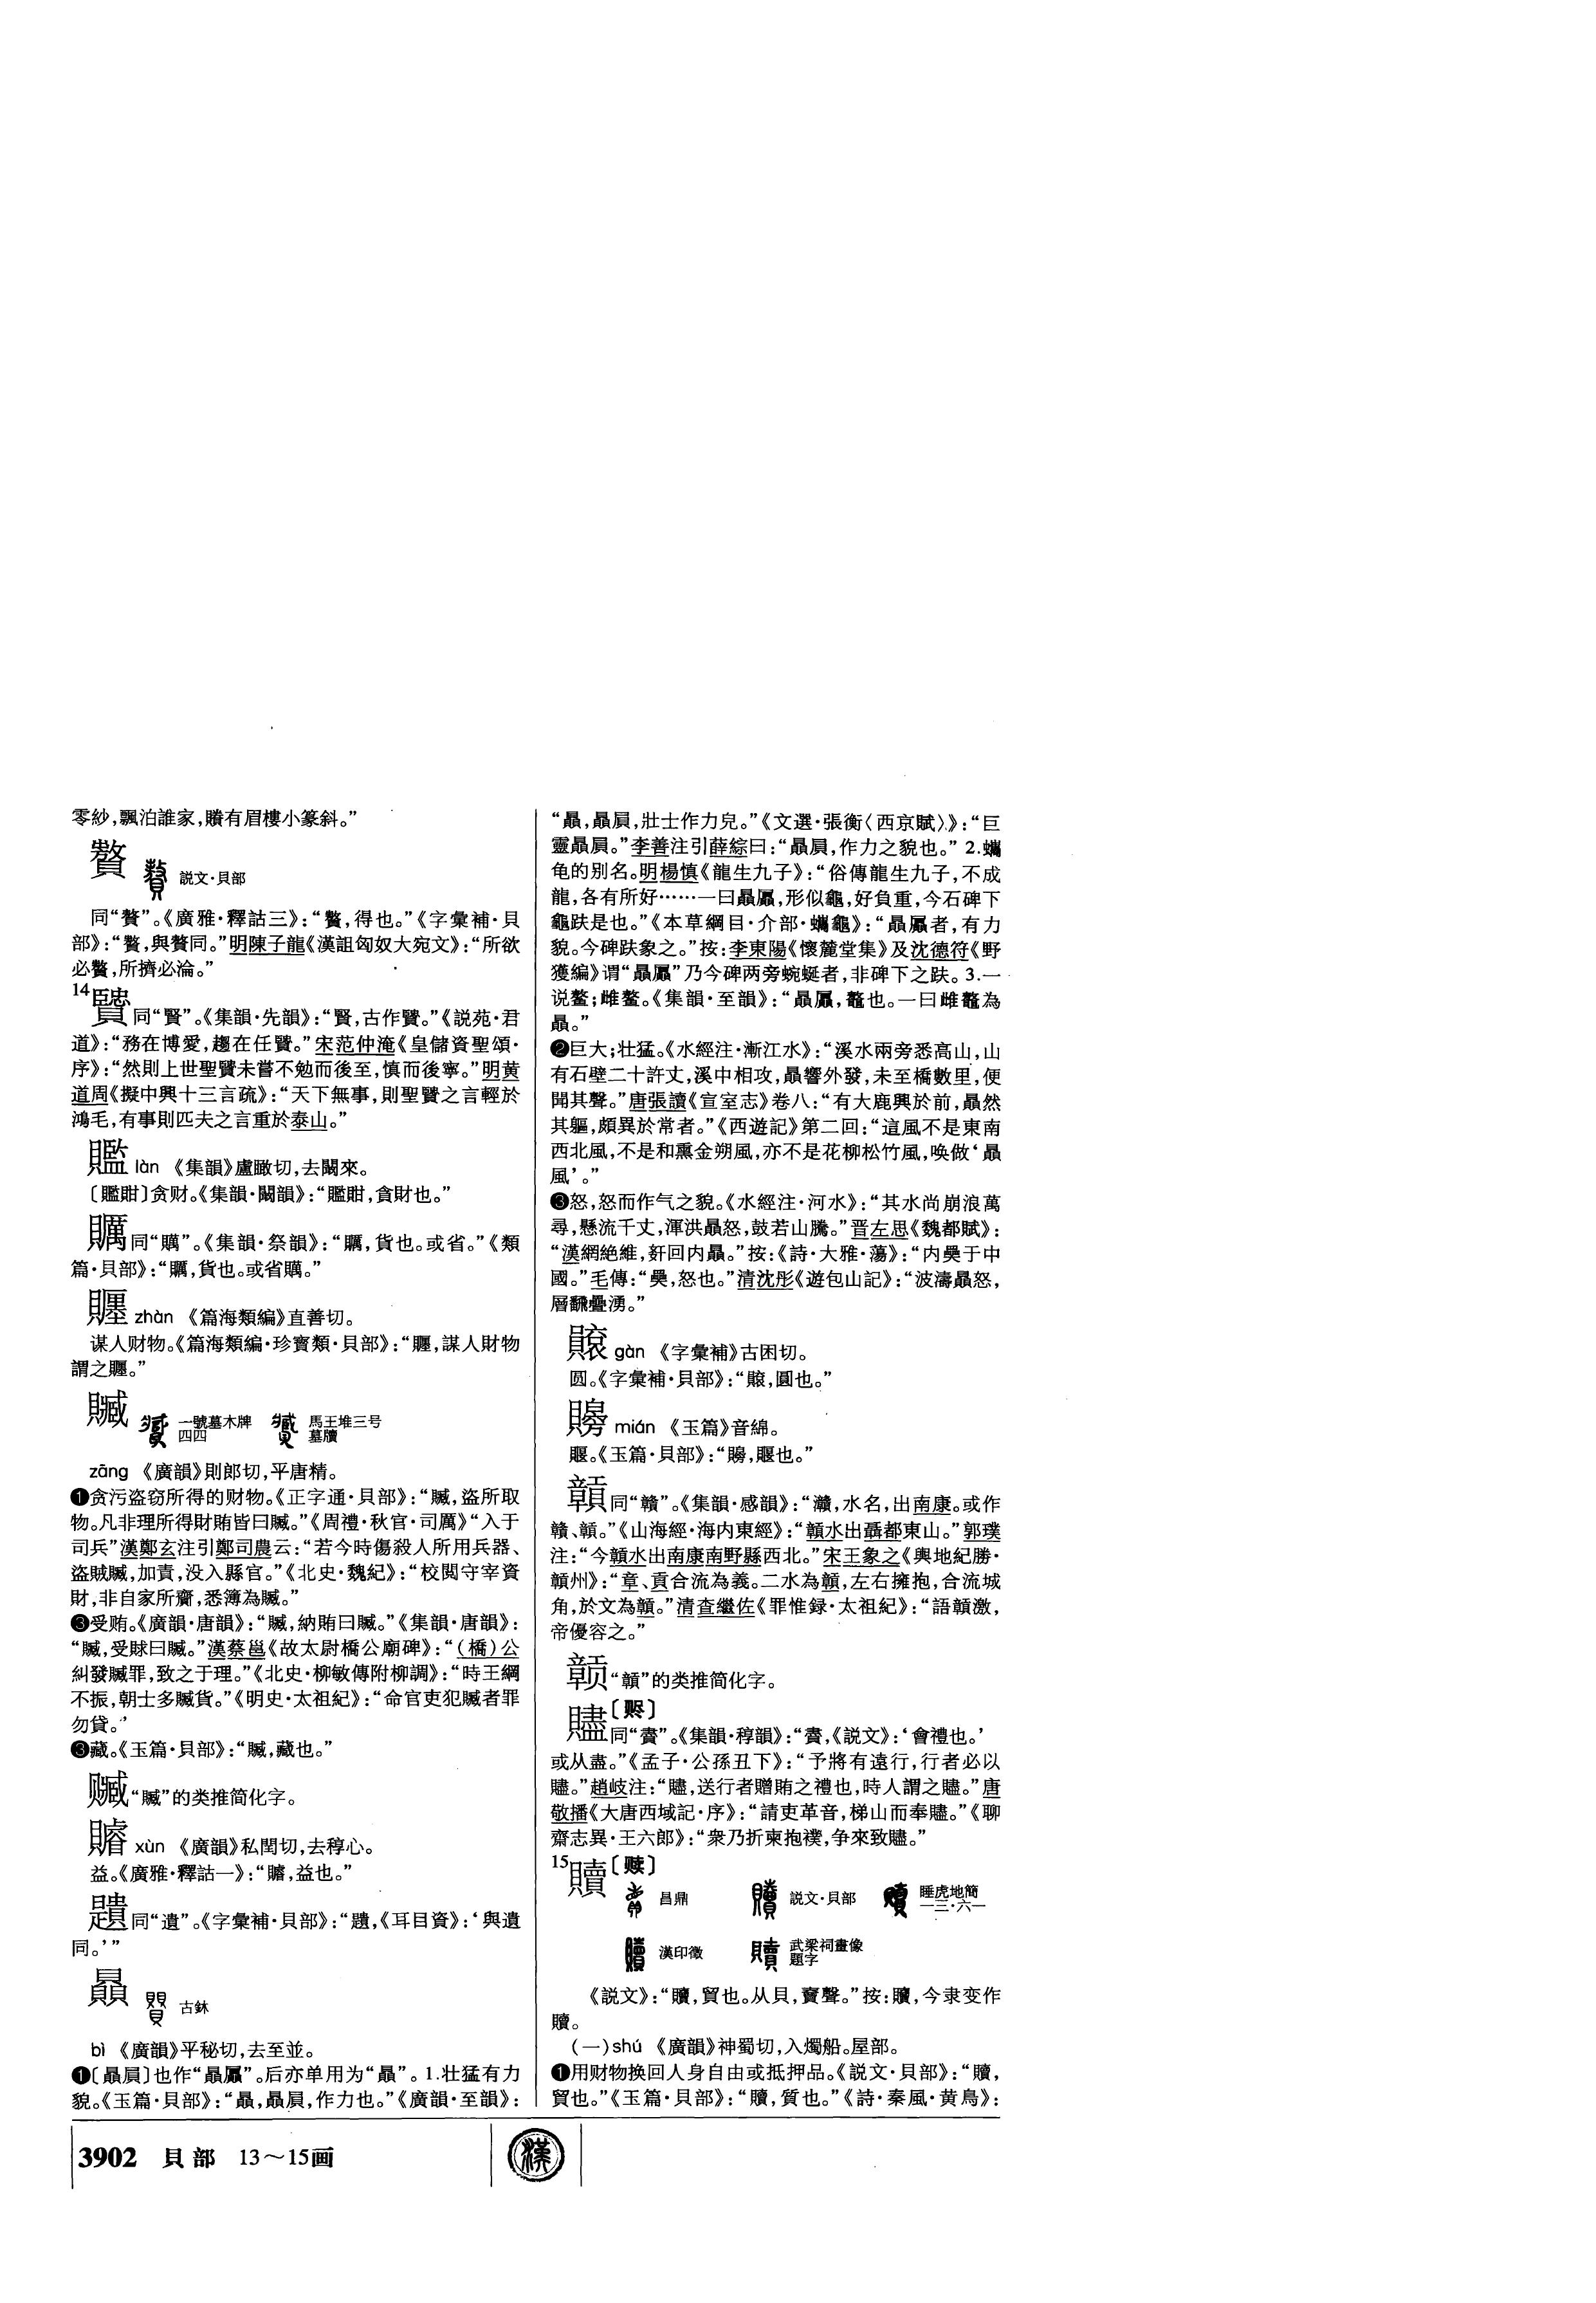 零紗,飄泊誰家,賸有眉樓小篆斜。”
説文·貝部
同“贅”。《廣雅·釋詁三》:“贅,得也。”《字彙補·貝
部》:“贅,與贅同。”明陳子龍《漢詛匈奴大宛文》:“所欲
必贅,所擠必淪。”
14贒同“賢”。《集韻·先韻》:“賢,古作贒。”《説苑·君
道》:“務在博愛,趨在任贒。”宋范仲淹《皇儲資聖頌·
序》:“然則上世聖贒未嘗不勉而後至,慎而後寧。”明黄
道周《擬中興十三言疏》:“天下無事,則聖贒之言輕於
鴻毛,有事則匹夫之言重於泰山。”
贻 làn 《集韻》盧瞰切,去闞來。
貪财。《集韻·闞韻》:“,貪財也。”
同“購”。《集韻·祭韻》:“,貨也。或省。”《類
篇·貝部》:“,貨也。或省。”
zhàn 《篇海類編》直善切。
谋人财物。《篇海類編·珍寶類·貝部》:“,謀人財物
謂之。”
贓 一號墓木牌四四 馬王堆三号墓牘
zāng 《廣韻》則郎切,平唐精。
❶贪污盗窃所得的财物。《正字通·貝部》:“贓,盜所取
物。凡非理所得財賄皆曰贓。”《周禮·秋官·司厲》“入于
司兵”漢鄭玄注引鄭司農云:“若今時傷殺人所用兵器、
盜賊贓,加責,没入縣官。”《北史·魏紀》:“校閲守宰資
財,非自家所齎,悉簿為贓。”
❸受贿。《廣韻·唐韻》:“贓,納賄曰贓。”《集韻·唐韻》:
“贓,受賕曰贓。”漢蔡邕《故太尉橋公廟碑》:“(橋)公
糾發贓罪,致之于理。”《北史·柳敏傳附柳調》:“時王綱
不振,朝士多贓貨。”《明史·太祖紀》:“命官吏犯贓者罪
勿貸。’
❸藏。《玉篇·貝部》:“贓,藏也。”
“贓”的类推简化字。
xùn 《廣韻》私閏切,去稕心。
益。《廣雅·釋詁一》:“,益也。”
同“遺”。《字彙補·貝部》:“,《耳目資》:‘與遺
同。’”
贔 古鉥
bì 《廣韻》平秘切,去至並。
❶〔贔屓〕也作“贔屭”。后亦单用为“贔”。1.壮猛有力
貌。《玉篇·貝部》:“贔,贔屓,作力也。”《廣韻·至韻》:
“贔,贔屓,壯士作力皃。”《文選·張衡〈西京賦〉》:“巨
靈贔屓。”李善注引薛綜曰:“贔屓,作力之貌也。” 2.蠵
龟的别名。明楊慎《龍生九子》:“俗傳龍生九子,不成
龍,各有所好……一曰贔屭,形似龜,好負重,今石碑下
龜趺是也。”《本草綱目·介部·蠵龜》:“贔屭者,有力
貌。今碑趺象之。”按:李東陽《懷麓堂集》及沈德符《野
獲編》谓“贔屭”乃今碑两旁蜿蜒者,非碑下之趺。3.一
说鳌;雌鳌。《集韻·至韻》:“贔屭,鼇也。一曰雌鼇為
贔。”
❷巨大;壮猛。《水經注·漸江水》:“溪水兩旁悉高山,山
有石壁二十許丈,溪中相攻,贔響外發,未至橋數里,便
聞其聲。”唐張讀《宣室志》卷八:“有大鹿興於前,贔然
其軀,頗異於常者。”《西遊記》第二回:“這風不是東南
西北風,不是和熏金朔風,亦不是花柳松竹風,唤做‘贔
風’。”
❸怒,怒而作气之貌。《水經注·河水》:“其水尚崩浪萬
尋,懸流千丈,渾洪贔怒,鼓若山騰。”晋左思《魏都賦》:
“漢網絶維,姧回内贔。”按:《詩·大雅·蕩》:“内奰于中
國。”毛傳:“奰,怒也。”清沈彤《遊包山記》:“波濤贔怒,
層飜疊湧。”
gàn 《字彙補》古困切。
圆。《字彙補·貝部》:“,圓也。”
mián 《玉篇》音綿。
《玉篇·貝部》:“,也。”
贑同“贛”。《集韻·感韻》:“灨,水名,出南康。或作
贛、贑。”《山海經·海内東經》:“贑水出聶都東山。”郭璞
注:“今贑水出南康南野縣西北。”宋王象之《輿地紀勝·
贑州》:“章、貢合流為義。二水為贑,左右擁抱,合流城
角,於文為贑。”清查繼佐《罪惟録·太祖紀》:“語贑激,
帝優容之。”
“贑”的类推简化字。
贐〔赆〕
同“賮”。《集韻·稕韻》:“賮,《説文》:‘會禮也。’
或从盡。”《孟子·公孫丑下》:“予將有遠行,行者必以
贐。”趙岐注:“贐,送行者贈賄之禮也,時人謂之贐。”唐
敬播《大唐西域記·序》:“請吏革音,梯山而奉贐。”《聊
齋志異·王六郎》:“衆乃折柬抱襆,争來致贐。”
15贖〔赎〕
昌鼎 説文·貝部 睡虎地簡一三·六一
漢印徵 武梁祠畫像題字
《説文》:“贖,貿也。从貝,𧶠聲。”按:贖,今隶变作
贖。
(一)shú 《廣韻》神蜀切,入燭船。屋部。
❶用财物换回人身自由或抵押品。《説文·貝部》:“贖,
貿也。”《玉篇·貝部》:“贖,質也。”《詩·秦風·黄鳥》:
3902 貝部 13～15画
漢